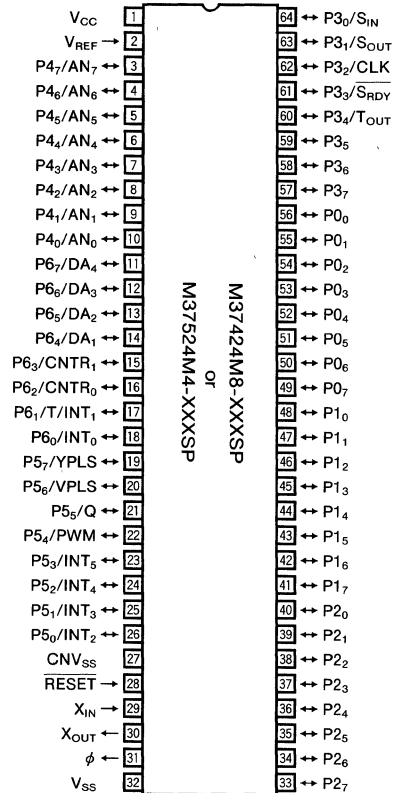 VCC 1
VREF → 2
P47/AN7 ↔ 3
P46/AN6 ↔ 4
P45/AN5 ↔ 5
P44/AN4 ↔ 6
P43/AN3 ↔ 7
P42/AN2 ↔ 8
P41/AN1 ↔ 9
P40/AN0 ↔ 10
P67/DA4 ↔ 11
P66/DA3 ↔ 12
P65/DA2 ↔ 13
P64/DA1 ↔ 14
P63/CNTR1 ↔ 15
P62/CNTR0 ↔ 16
P61/T/INT1 ↔ 17
P60/INT0 ↔ 18
P57/YPLS ↔ 19
P56/VPLS ↔ 20
P55/Q ↔ 21
P54/PWM ↔ 22
P53/INT5 ↔ 23
P52/INT4 ↔ 24
P51/INT3 ↔ 25
P50/INT2 ↔ 26
CNVSS 27
RESET → 28
XIN → 29
XOUT ← 30
ϕ ← 31
VSS 32
M37424M8-XXXSP
or
M37524M4-XXXSP
64 ↔ P30/SIN
63 ↔ P31/SOUT
62 ↔ P32/CLK
61 ↔ P33/SRDY
60 ↔ P34/TOUT
59 ↔ P35
58 ↔ P36
57 ↔ P37
56 ↔ P00
55 ↔ P01
54 ↔ P02
53 ↔ P03
52 ↔ P04
51 ↔ P05
50 ↔ P06
49 ↔ P07
48 ↔ P10
47 ↔ P11
46 ↔ P12
45 ↔ P13
44 ↔ P14
43 ↔ P15
42 ↔ P16
41 ↔ P17
40 ↔ P20
39 ↔ P21
38 ↔ P22
37 ↔ P23
36 ↔ P24
35 ↔ P25
34 ↔ P26
33 ↔ P27